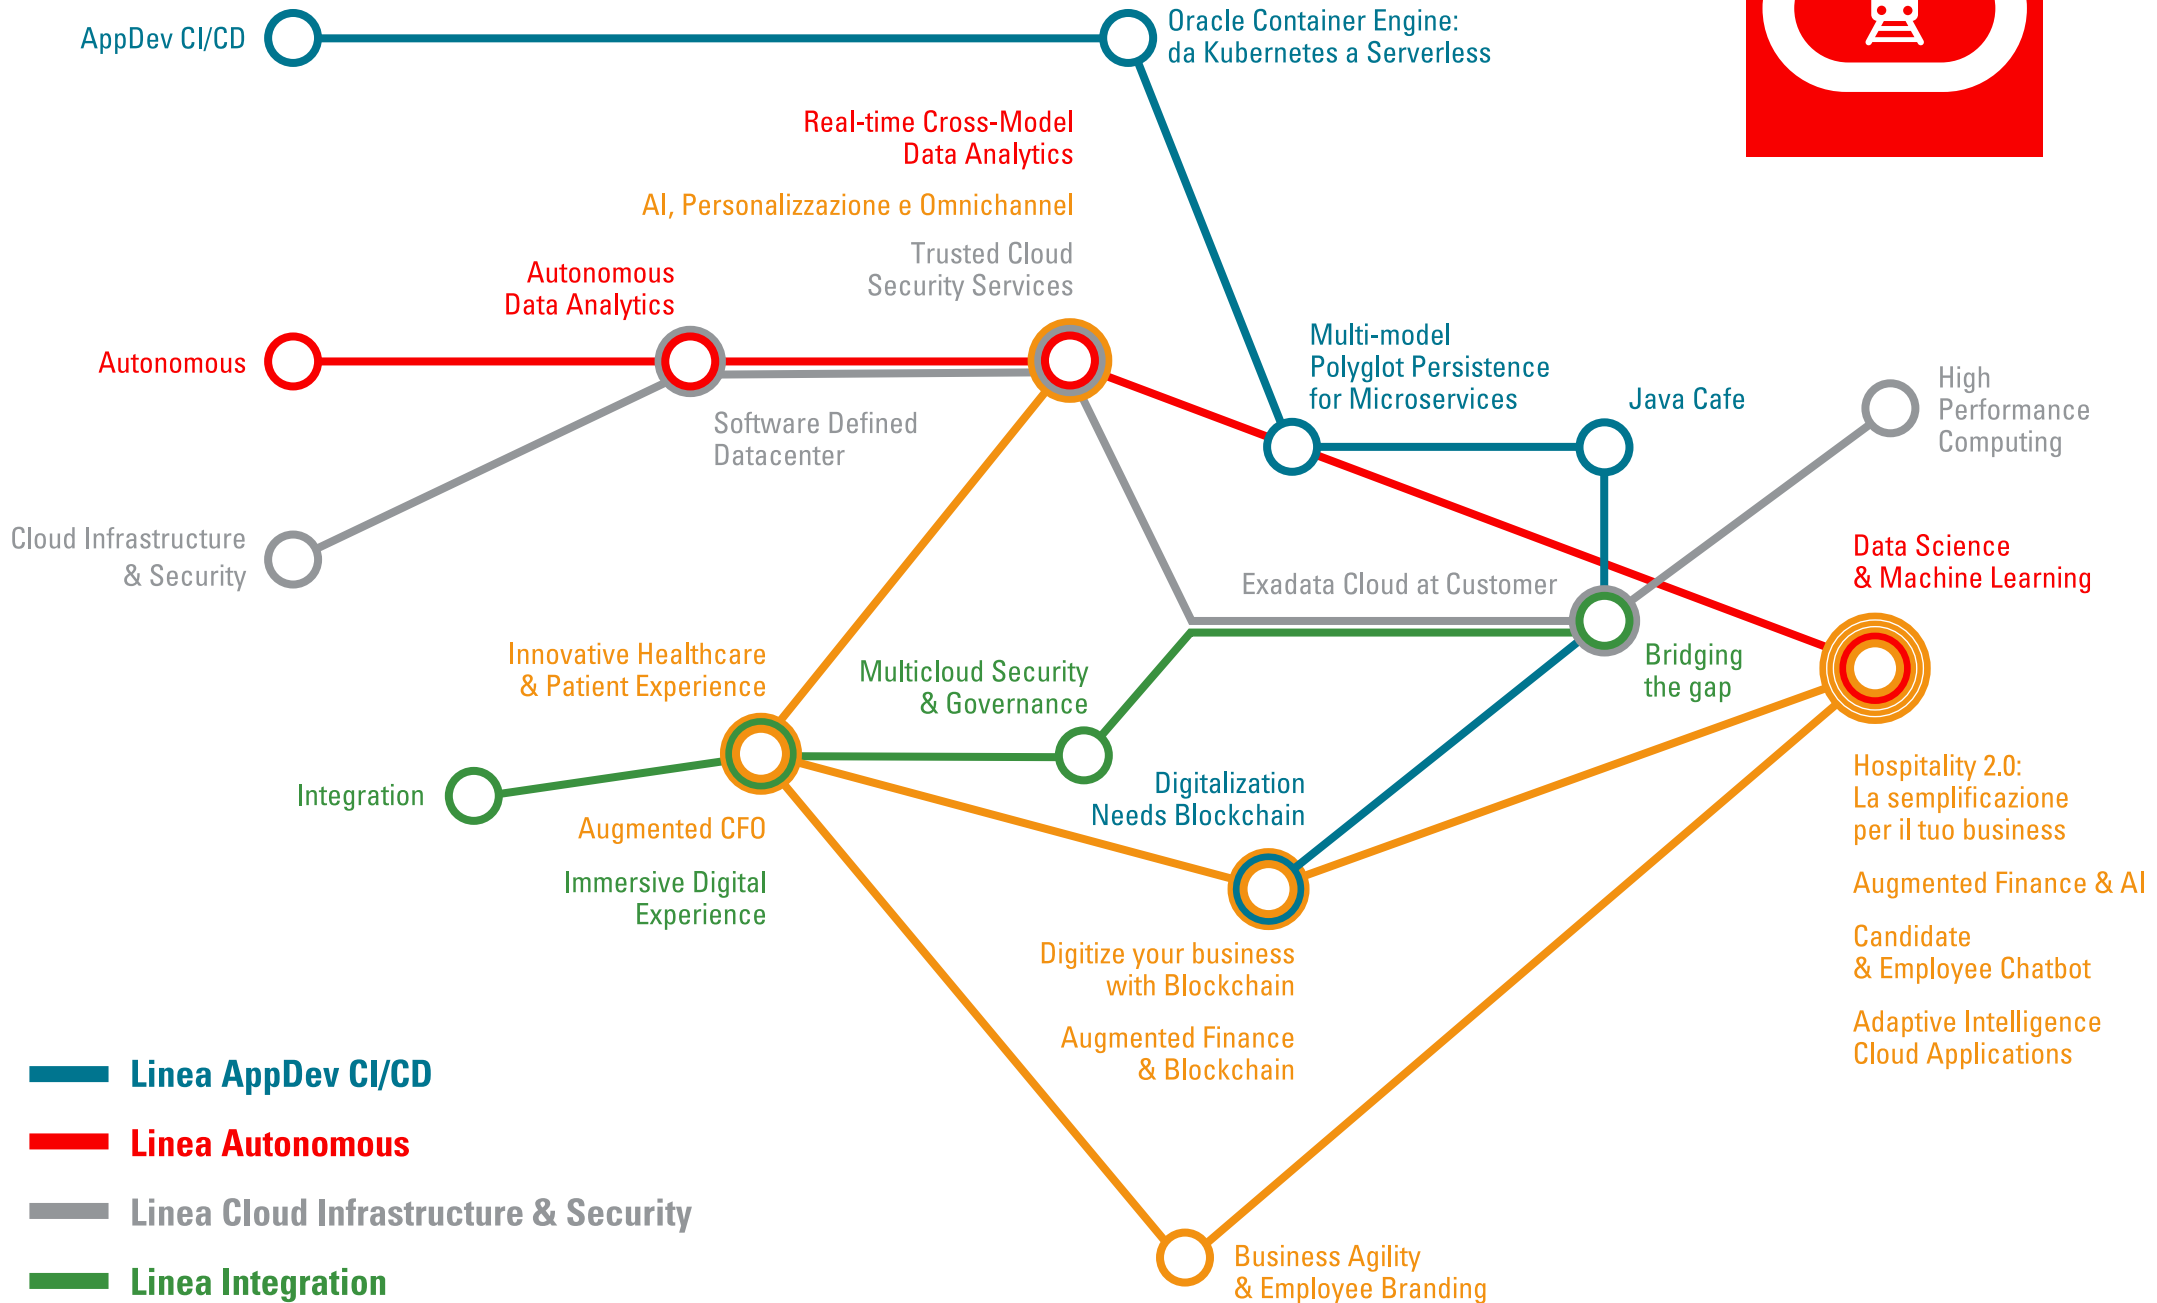 AppDev CI/CD
Oracle Container Engine:
da Kubernetes a Serverless
Real-time Cross-Model
Data Analytics
AI, Personalizzazione e Omnichannel
Trusted Cloud
Security Services
Autonomous
Data Analytics
Autonomous
Software Defined
Datacenter
Multi-model
Polyglot Persistence
for Microservices
Java Cafe
High
Performance
Computing
Cloud Infrastructure
& Security
Data Science
& Machine Learning
Exadata Cloud at Customer
Innovative Healthcare
& Patient Experience
Multicloud Security
& Governance
Bridging
the gap
Integration
Digitalization
Needs Blockchain
Augmented CFO
Immersive Digital
Experience
Hospitality 2.0:
La semplificazione
per il tuo business
Augmented Finance & AI
Candidate
& Employee Chatbot
Adaptive Intelligence
Cloud Applications
Digitize your business
with Blockchain
Augmented Finance
& Blockchain
Business Agility
& Employee Branding
Linea AppDev CI/CD
Linea Autonomous
Linea Cloud Infrastructure & Security
Linea Integration